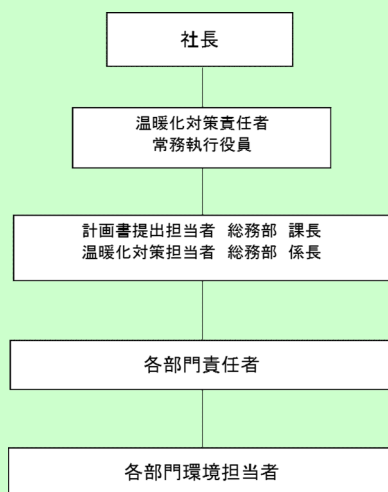 社長
温暖化対策責任者
常務執行役員
計画書提出担当者 総務部 課長
温暖化対策担当者 総務部 係長
各部門責任者
各部門環境担当者